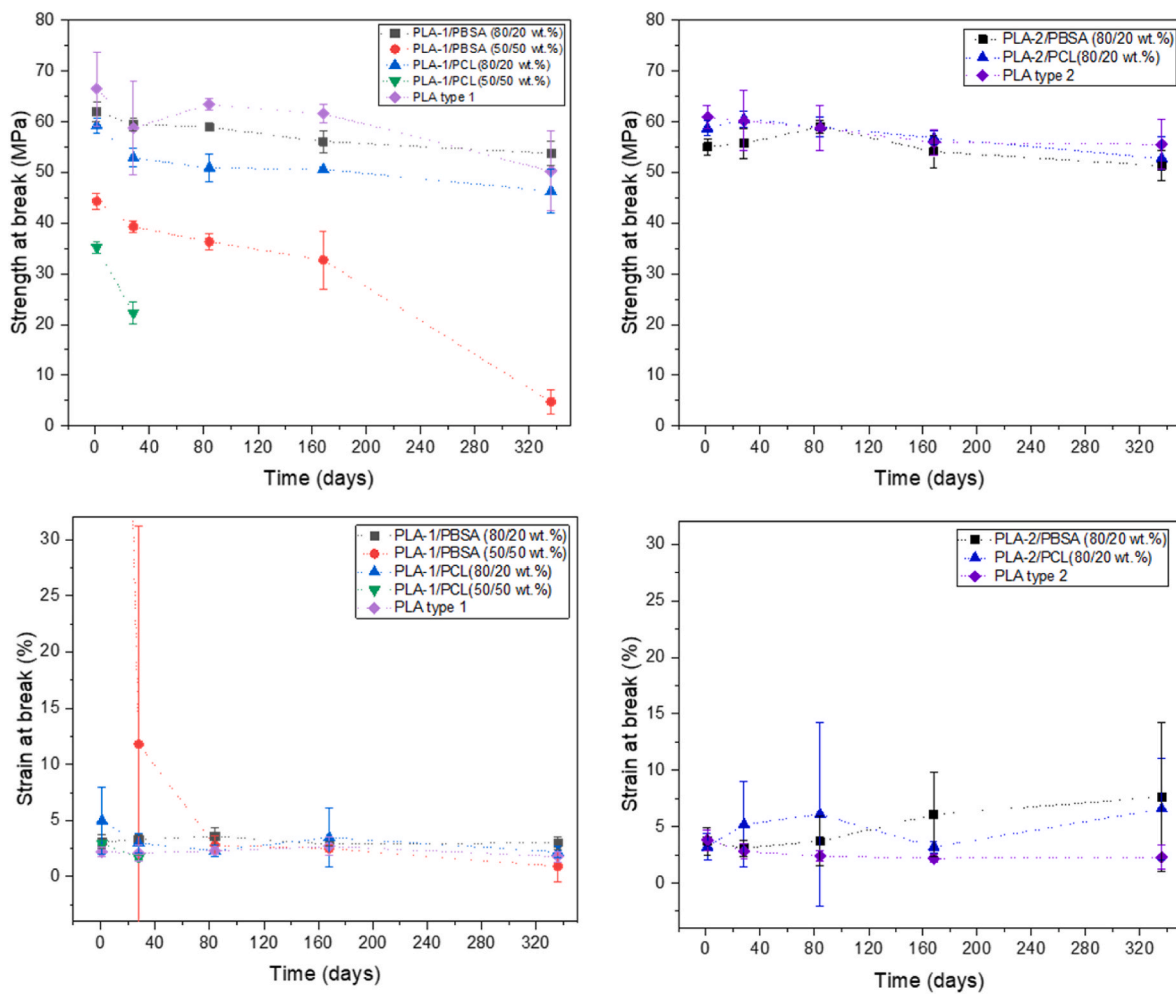 80
70
60
50
40
30
20
10
0
Strength at break (MPa)
PLA-1/PBSA (80/20 wt.%)
PLA-1/PBSA (50/50 wt.%)
PLA-1/PCL(80/20 wt.%)
PLA-1/PCL(50/50 wt.%)
PLA type 1
0 40 80 120 160 200 240 280 320
Time (days)
80
70
60
50
40
30
20
10
0
Strength at break (MPa)
PLA-2/PBSA (80/20 wt.%)
PLA-2/PCL(80/20 wt.%)
PLA type 2
0 40 80 120 160 200 240 280 320
Time (days)
30
25
20
15
10
5
0
Strain at break (%)
PLA-1/PBSA (80/20 wt.%)
PLA-1/PBSA (50/50 wt.%)
PLA-1/PCL(80/20 wt.%)
PLA-1/PCL(50/50 wt.%)
PLA type 1
0 40 80 120 160 200 240 280 320
Time (days)
30
25
20
15
10
5
0
Strain at break (%)
PLA-2/PBSA (80/20 wt.%)
PLA-2/PCL(80/20 wt.%)
PLA type 2
0 40 80 120 160 200 240 280 320
Time (days)